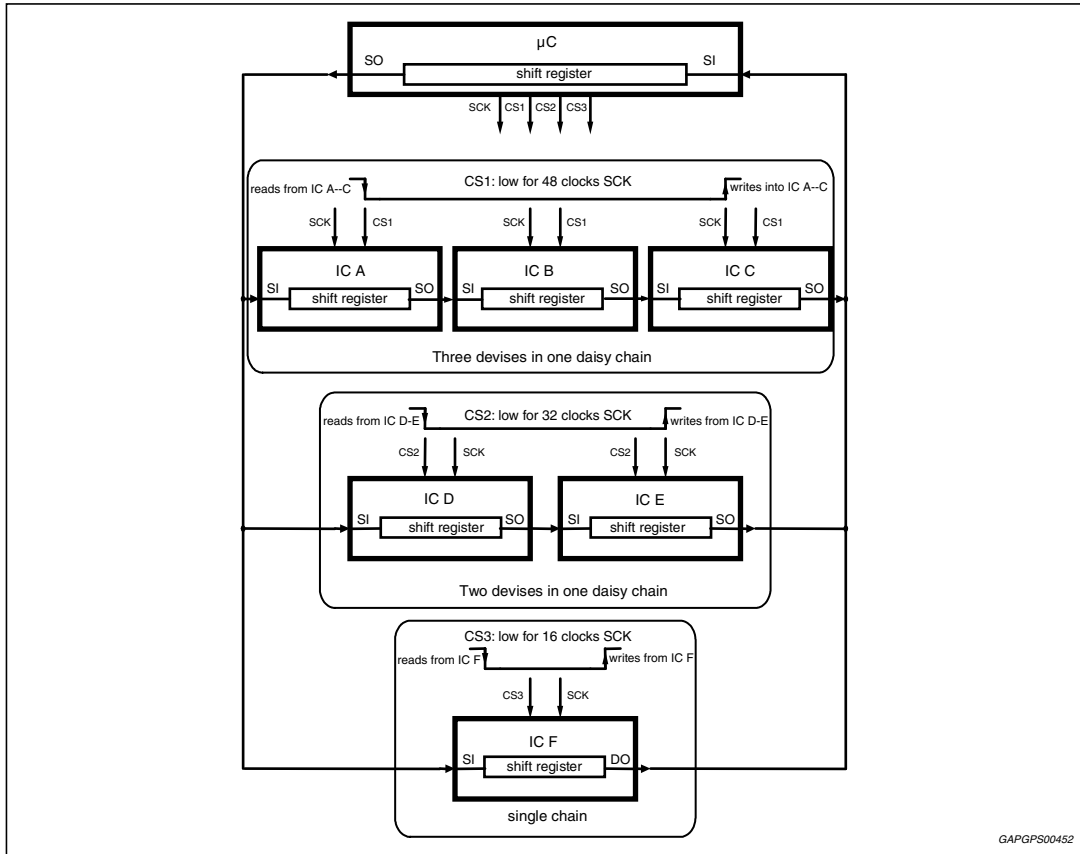 µC
SO
shift register
SI
SCK
CS1
CS2
CS3
CS1: low for 48 clocks SCK
reads from IC A--C
writes into IC A--C
SCK
CS1
SCK
CS1
SCK
CS1
IC A
IC B
IC C
SI
shift register
SO
SI
shift register
SO
SI
shift register
SO
Three devises in one daisy chain
CS2: low for 32 clocks SCK
reads from IC D-E
writes from IC D-E
CS2
SCK
CS2
SCK
IC D
IC E
SI
shift register
SO
SI
shift register
SO
Two devises in one daisy chain
CS3: low for 16 clocks SCK
reads from IC F
writes from IC F
CS3
SCK
IC F
SI
shift register
DO
single chain
GAPGPS00452